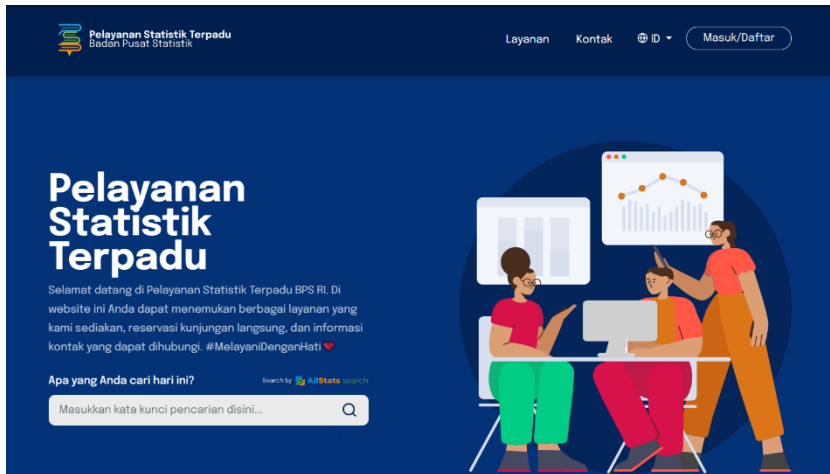 Pelayanan Statistik Terpadu
Badan Pusat Statistik
Layanan
Kontak
ID
Masuk/Daftar
Pelayanan
Statistik
Terpadu
Selamat datang di Pelayanan Statistik Terpadu BPS RI. Di
website ini Anda dapat menemukan berbagai layanan yang
kami sediakan, reservasi kunjungan langsung, dan informasi
kontak yang dapat dihubungi. #MelayaniDenganHati
Apa yang Anda cari hari ini?
Search by AllStats search
Masukkan kata kunci pencarian disini...